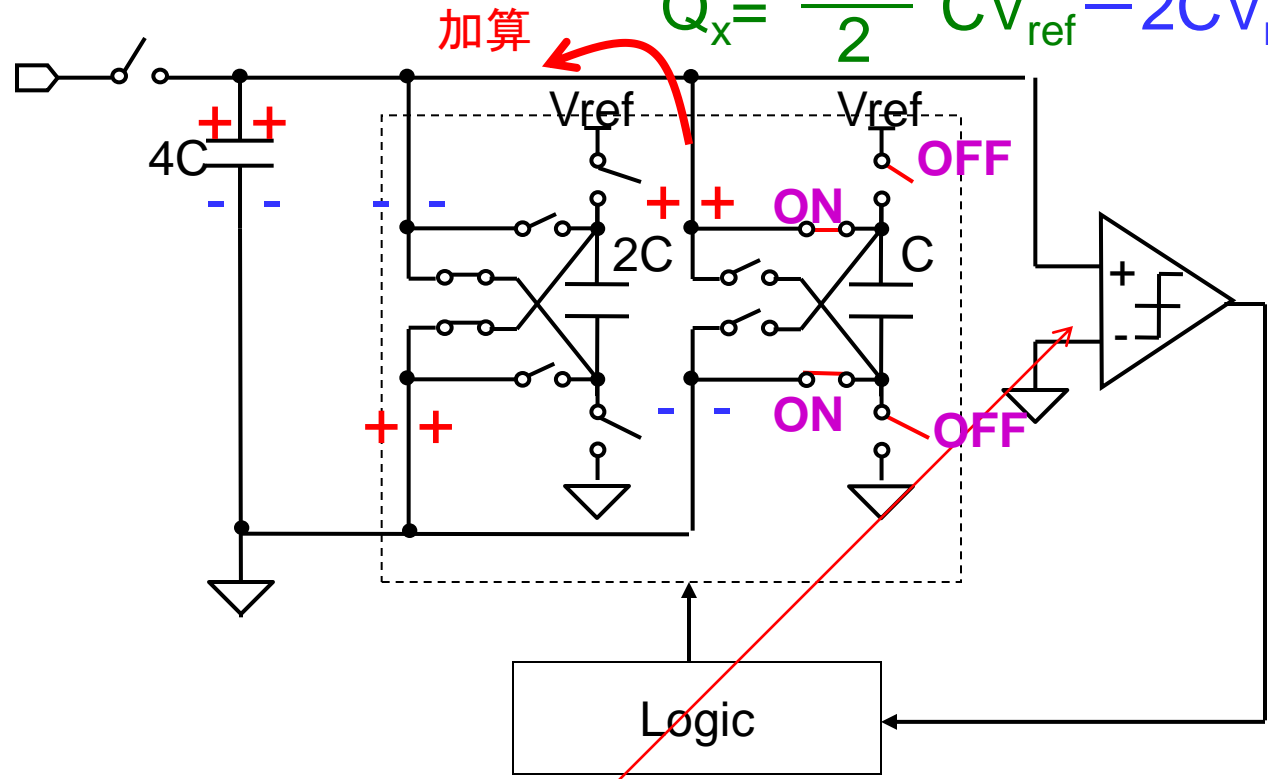 加算
Qx= 2 CVref －2CV
Vref Vref
OFF
4C
+ +
- - - -
+ + ON
2C C
+
-
+ + - - ON OFF
Logic